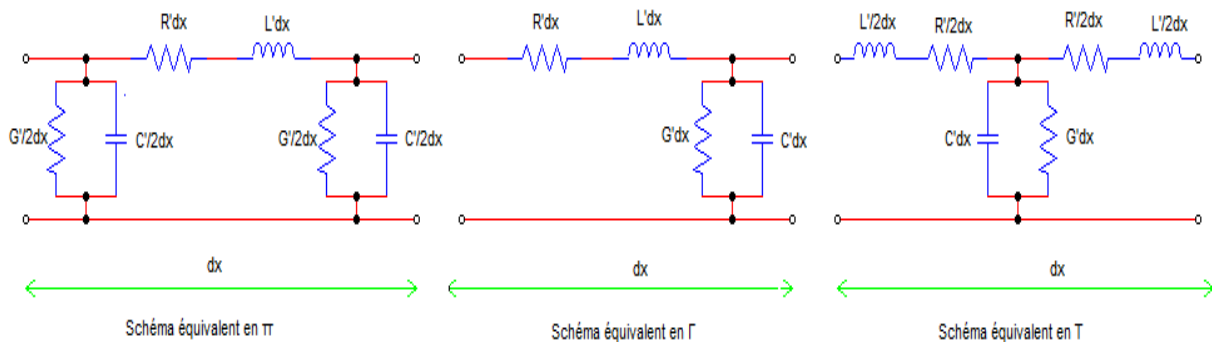 R'dx
L'dx
G'/2dx
C'/2dx
G'/2dx
C'/2dx
dx
Schéma équivalent en π
R'dx
L'dx
G'dx
C'dx
dx
Schéma équivalent en Γ
L'/2dx
R'/2dx
R'/2dx
L'/2dx
C'dx
G'dx
dx
Schéma équivalent en T